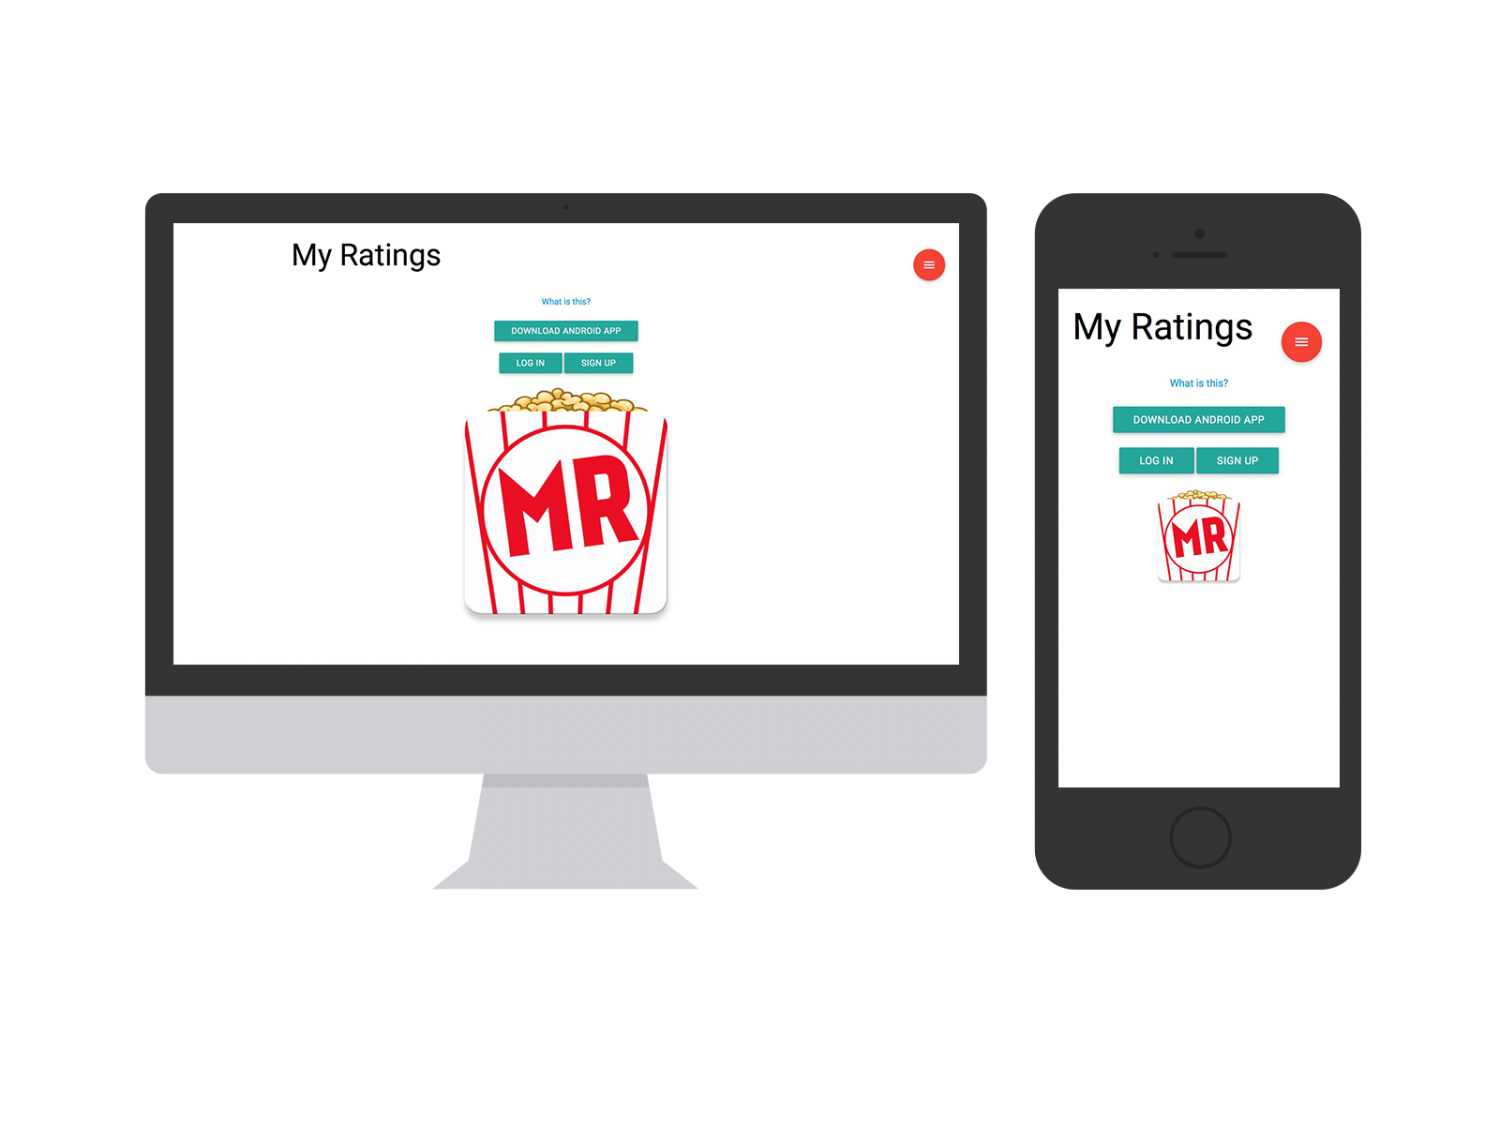 My Ratings
What is this?
DOWNLOAD ANDROID APP
LOG IN SIGN UP
MR
My Ratings
What is this?
DOWNLOAD ANDROID APP
LOG IN SIGN UP
MR